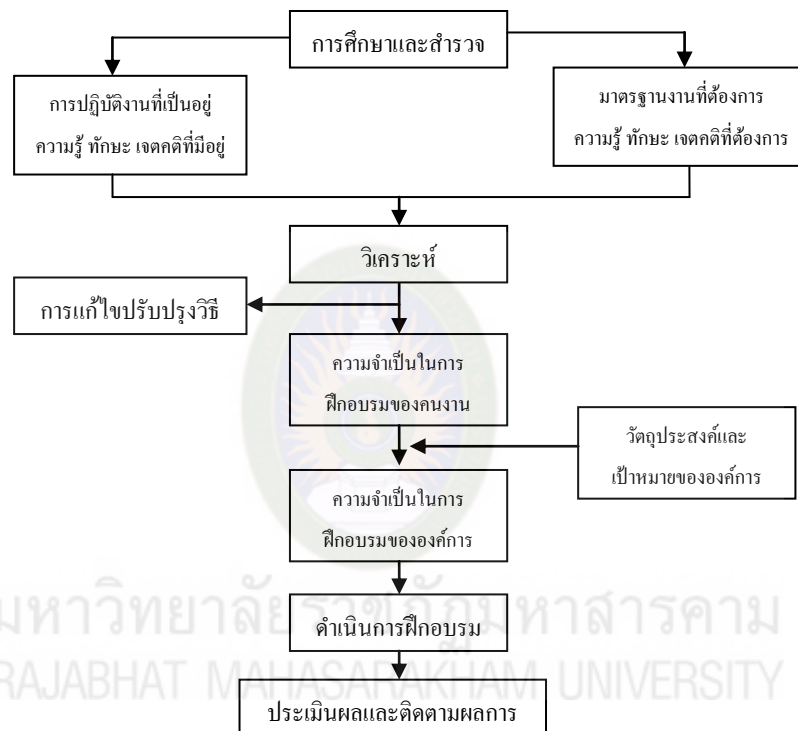 การศึกษาและสำรวจ
การปฏิบัติงานที่เป็นอยู่
ความรู้ ทักษะ เจตคติที่มีอยู่
มาตรฐานงานที่ต้องการ
ความรู้ ทักษะ เจตคติที่ต้องการ
วิเคราะห์
การแก้ไขปรับปรุงวิธี
ความจำเป็นในการ
ฝึกอบรมของคนงาน
วัตถุประสงค์และ
เป้าหมายขององค์การ
ความจำเป็นในการ
ฝึกอบรมขององค์การ
ดำเนินการฝึกอบรม
มหาวิทยาลัยราชภัฏมหาสารคาม
RAJABHAT MAHASARAKHAM UNIVERSITY
ประเมินผลและติดตามผลการ